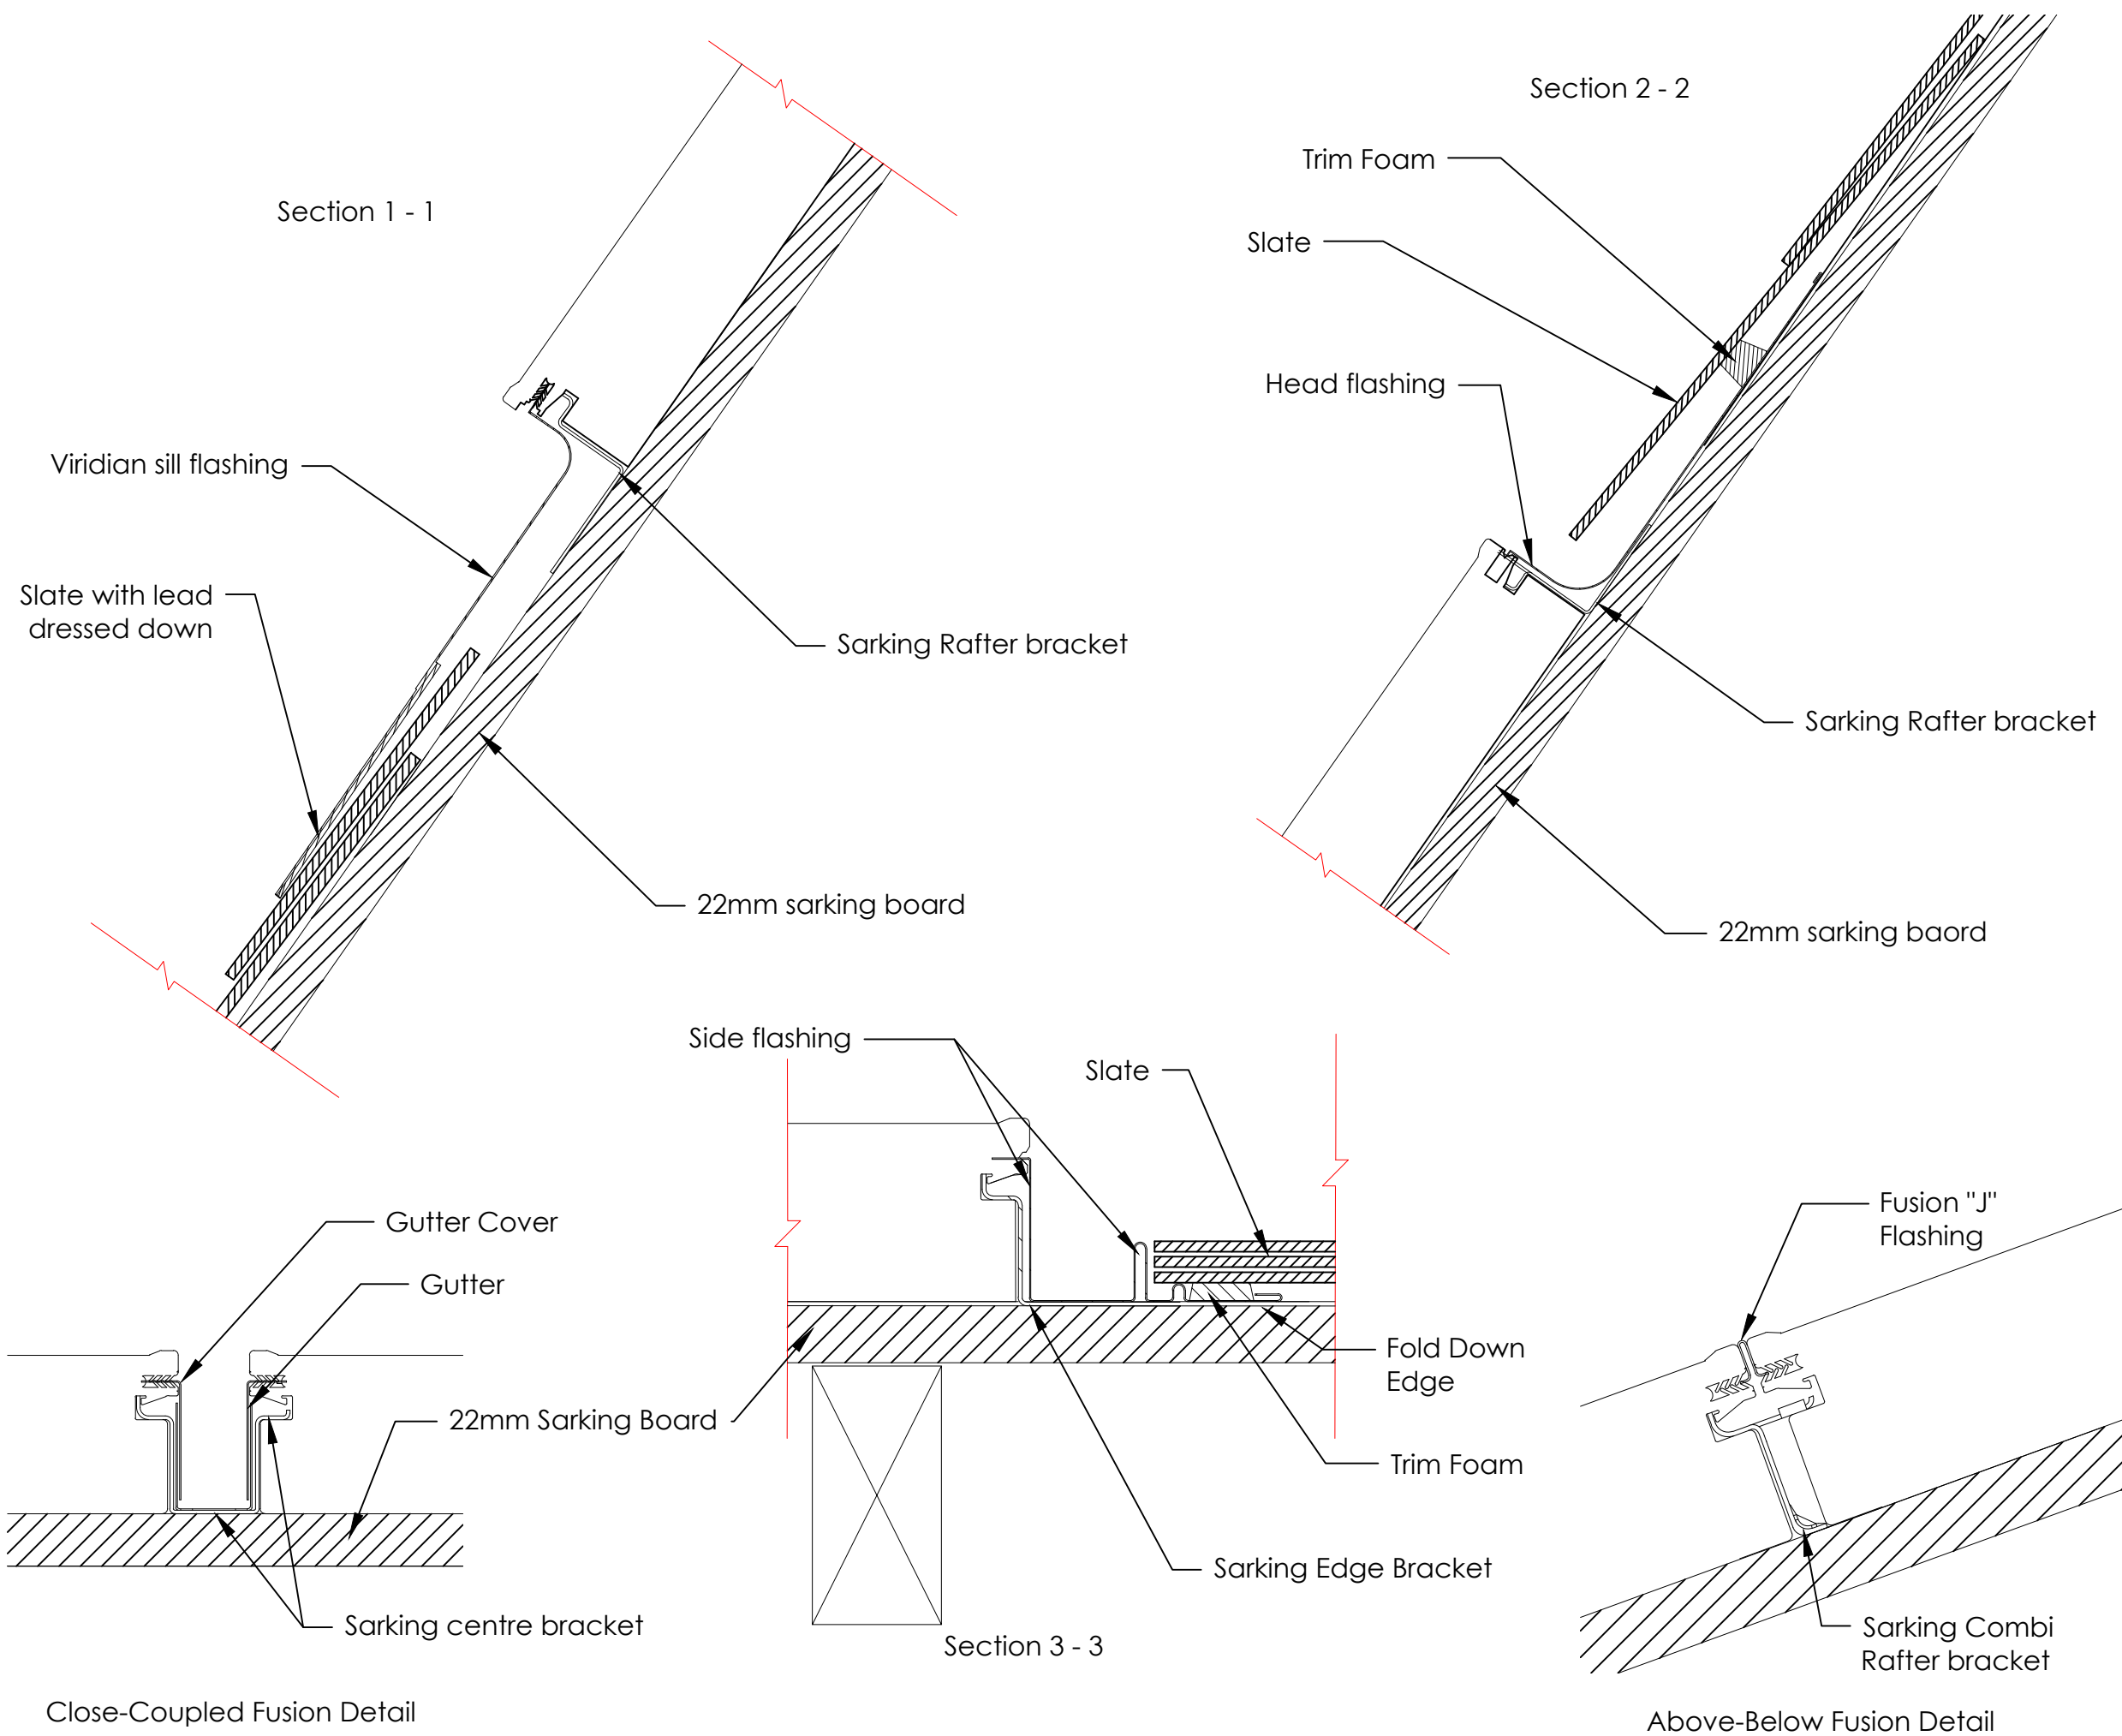 Section 1 - 1
Viridian sill flashing
Slate with lead
dressed down
Sarking Rafter bracket
22mm sarking board
Section 2 - 2
Trim Foam
Slate
Head flashing
Sarking Rafter bracket
22mm sarking baord
Gutter Cover
Gutter
22mm Sarking Board
Sarking centre bracket
Close-Coupled Fusion Detail
Side flashing
Slate
Fold Down
Edge
Trim Foam
Sarking Edge Bracket
Section 3 - 3
Fusion "J"
Flashing
Sarking Combi
Rafter bracket
Above-Below Fusion Detail